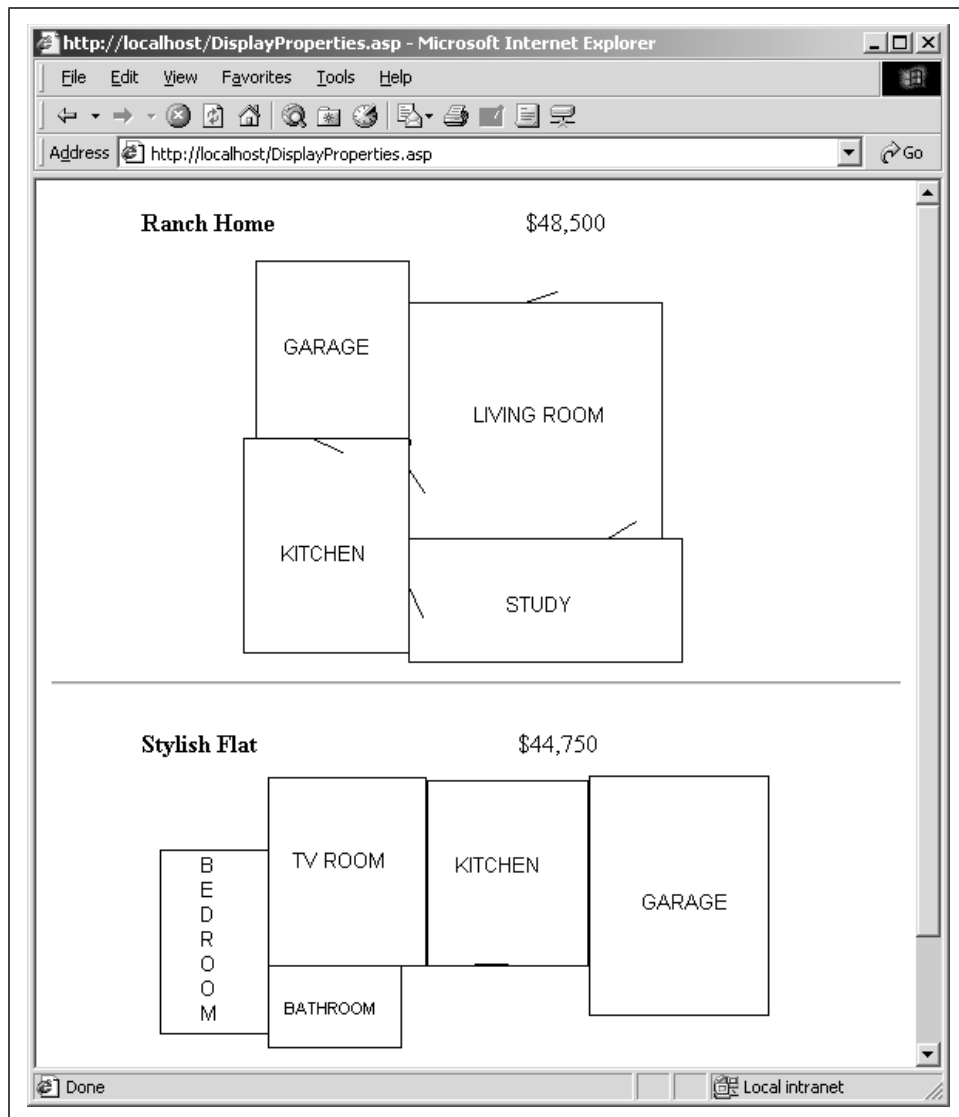 http://localhost/DisplayProperties.asp - Microsoft Internet Explorer
File Edit View Favorites Tools Help
Address http://localhost/DisplayProperties.asp Go
Ranch Home $48,500
GARAGE
LIVING ROOM
KITCHEN
STUDY
Stylish Flat $44,750
BEDROOM
TV ROOM
KITCHEN
GARAGE
BATHROOM
Done Local intranet